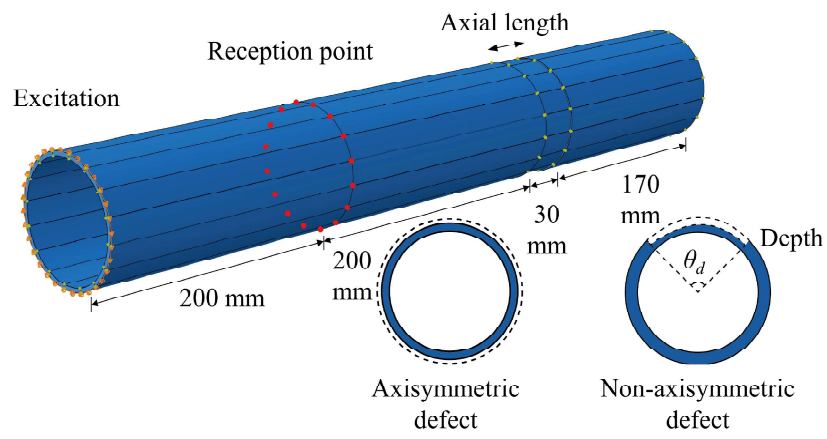 Axial length
Reception point
Excitation
170
mm
30
mm
Dcpth
θd
200
mm
200 mm
Axisymmetric
defect
Non-axisymmetric
defect